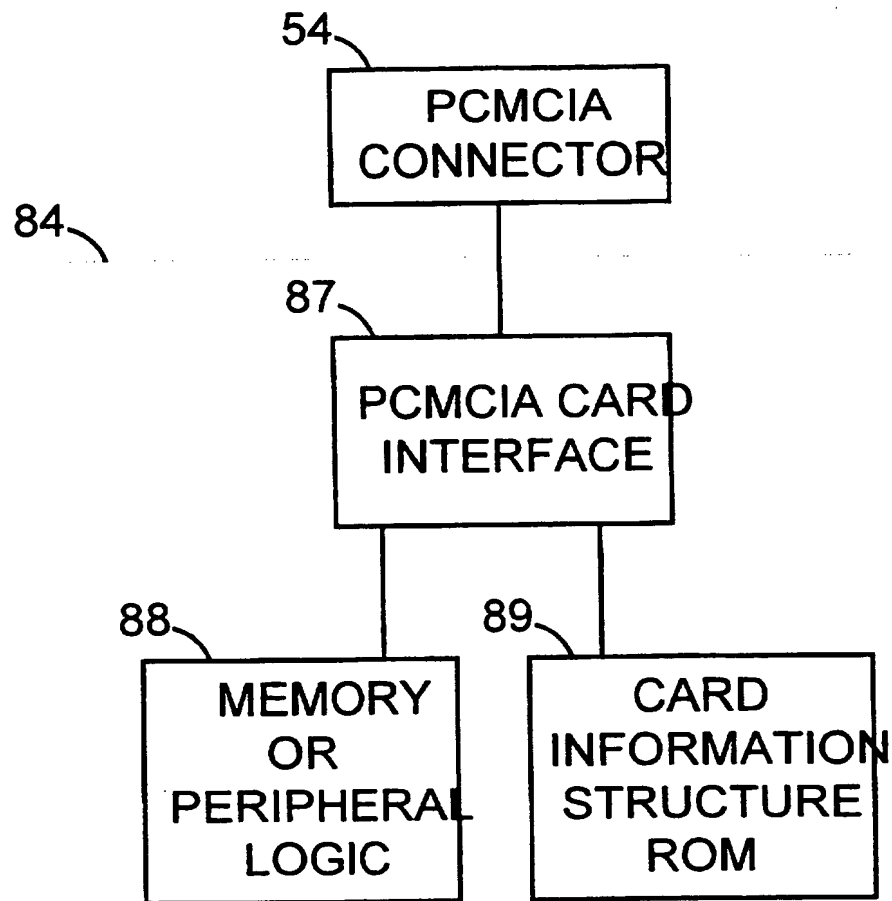 54
PCMCIA
CONNECTOR
84
87
PCMCIA CARD
INTERFACE
88
MEMORY
OR
PERIPHERAL
LOGIC
89
CARD
INFORMATION
STRUCTURE
ROM